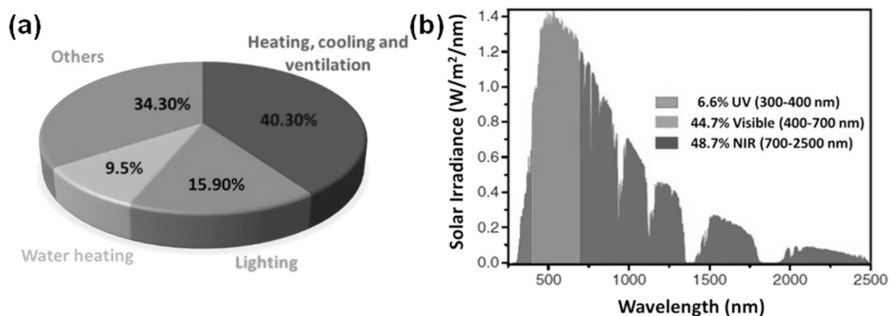 (a)
Others
Heating, cooling and
ventilation
34.30%
40.30%
9.5%
15.90%
Water heating
Lighting
(b)
Solar Irradiance (W/m²/nm)
1.4
1.2
1.0
0.8
0.6
0.4
0.2
0.0
6.6% UV (300-400 nm)
44.7% Visible (400-700 nm)
48.7% NIR (700-2500 nm)
500
1000
1500
2000
2500
Wavelength (nm)